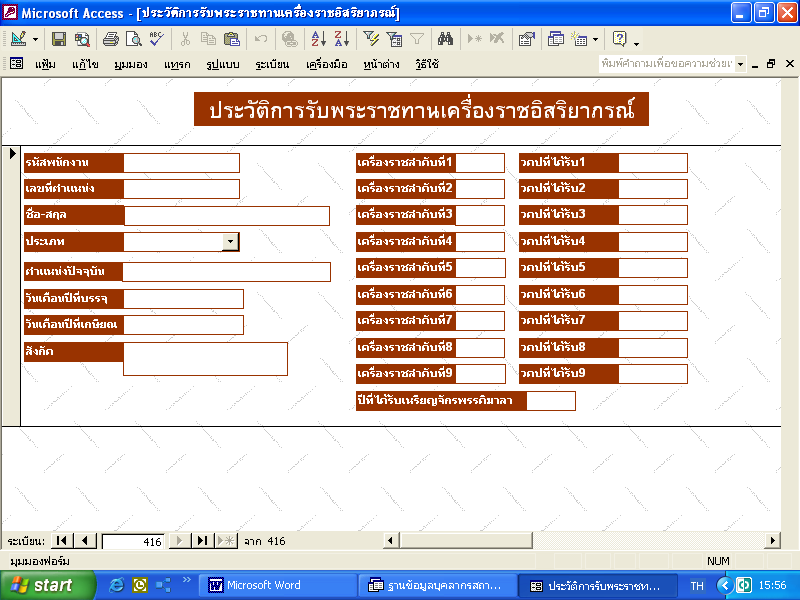 Microsoft Access - [ประวัติการรับพระราชทานเครื่องราชอิสริยาภรณ์]
แฟ้ม แก้ไข มุมมอง แทรก รูปแบบ ระเบียน เครื่องมือ หน้าต่าง วิธีใช้ พิมพ์คำถามเพื่อขอความช่วยเ
ประวัติการรับพระราชทานเครื่องราชอิสริยาภรณ์
รหัสพนักงาน
เลขที่ตำแหน่ง
ชื่อ-สกุล
ประเภท
ตำแหน่งปัจจุบัน
วันเดือนปีที่บรรจุ
วันเดือนปีที่เกษียณ
สังกัด
เครื่องราชลำดับที่1 วดปที่ได้รับ1
เครื่องราชลำดับที่2 วดปที่ได้รับ2
เครื่องราชลำดับที่3 วดปที่ได้รับ3
เครื่องราชลำดับที่4 วดปที่ได้รับ4
เครื่องราชลำดับที่5 วดปที่ได้รับ5
เครื่องราชลำดับที่6 วดปที่ได้รับ6
เครื่องราชลำดับที่7 วดปที่ได้รับ7
เครื่องราชลำดับที่8 วดปที่ได้รับ8
เครื่องราชลำดับที่9 วดปที่ได้รับ9
ปีที่ได้รับเหรียญจักรพรรดิมาลา
ระเบียน: 416 จาก 416
มุมมองฟอร์ม NUM
start Microsoft Word ฐานข้อมูลบุคลากรสถา... ประวัติการรับพระราชท... TH 15:56